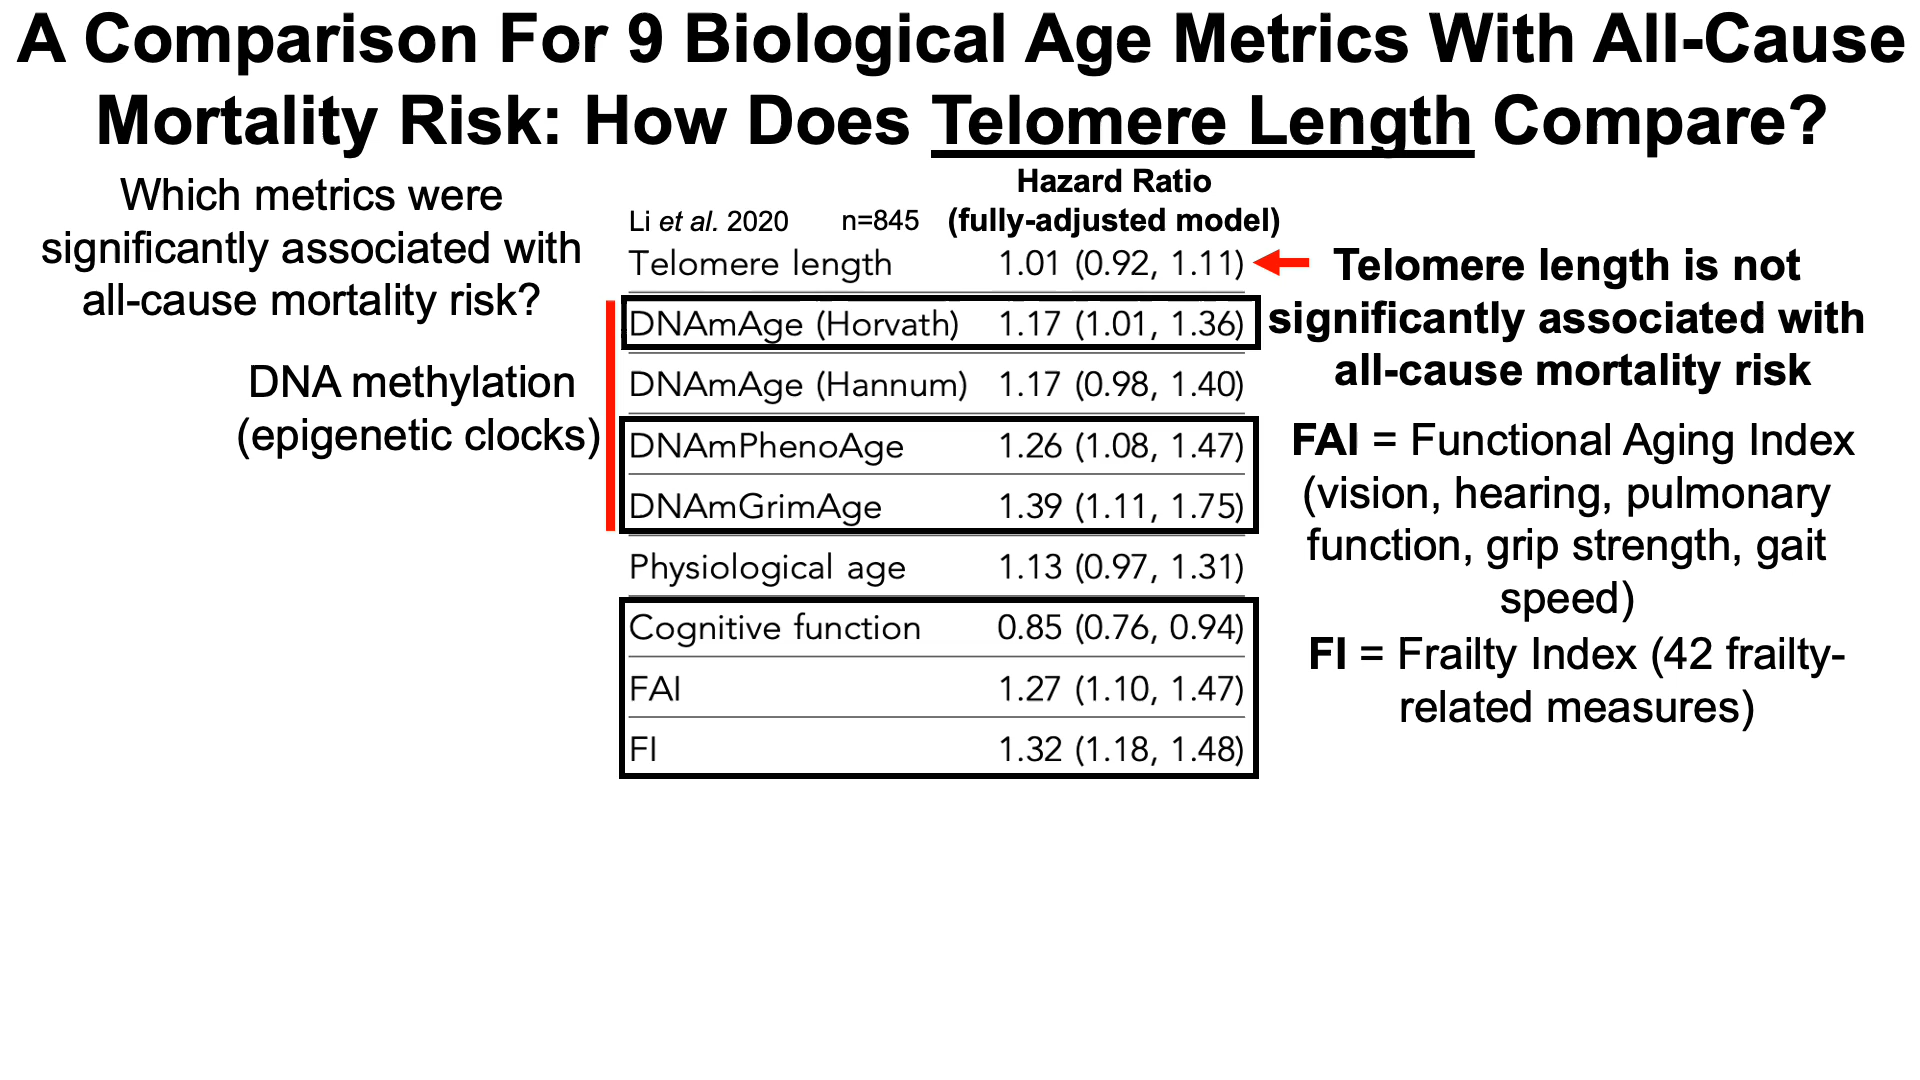 A Comparison For 9 Biological Age Metrics With All-Cause
Mortality Risk: How Does Telomere Length Compare?
Which metrics were
significantly associated with
all-cause mortality risk?
DNA methylation
(epigenetic clocks)
Hazard Ratio
Li et al. 2020 n=845 (fully-adjusted model)
Telomere length 1.01 (0.92, 1.11)
DNAmAge (Horvath) 1.17 (1.01, 1.36)
DNAmAge (Hannum) 1.17 (0.98, 1.40)
DNAmPhenoAge 1.26 (1.08, 1.47)
DNAmGrimAge 1.39 (1.11, 1.75)
Physiological age 1.13 (0.97, 1.31)
Cognitive function 0.85 (0.76, 0.94)
FAI 1.27 (1.10, 1.47)
FI 1.32 (1.18, 1.48)
Telomere length is not
significantly associated with
all-cause mortality risk
FAI = Functional Aging Index
(vision, hearing, pulmonary
function, grip strength, gait
speed)
FI = Frailty Index (42 frailty-
related measures)